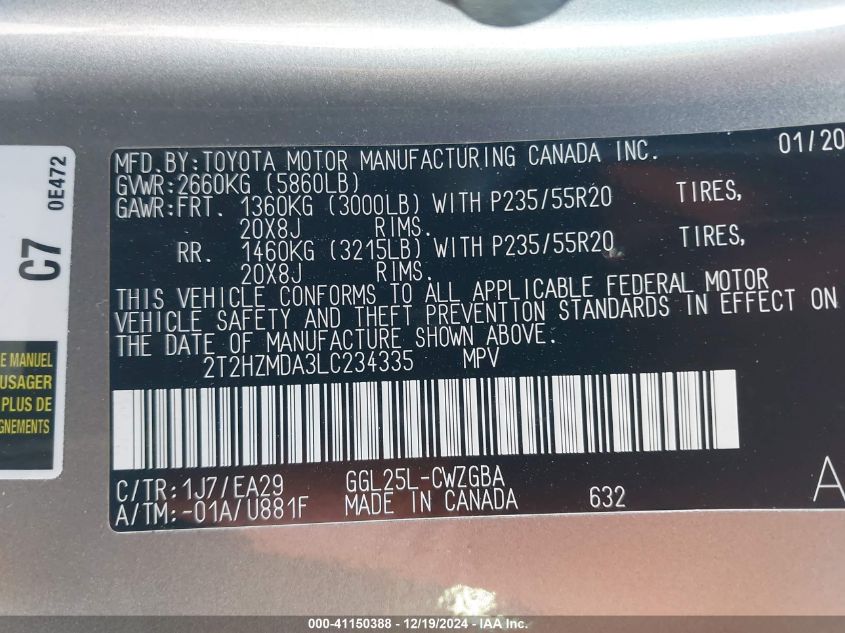 0E472
C7
E MANUEL
USAGER
PLUS DE
GNEMENTS
MFD.BY:TOYOTA MOTOR MANUFACTURING CANADA INC. 01/20
GVWR:2660KG (5860LB)
GAWR:FRT. 1360KG (3000LB) WITH P235/55R20 TIRES,
20X8J RIMS.
RR. 1460KG (3215LB) WITH P235/55R20 TIRES,
20X8J RIMS.
THIS VEHICLE CONFORMS TO ALL APPLICABLE FEDERAL MOTOR
VEHICLE SAFETY AND THEFT PREVENTION STANDARDS IN EFFECT ON
THE DATE OF MANUFACTURE SHOWN ABOVE.
2T2HZMDA3LC234335 MPV
C/TR:1J7/EA29 GGL25L-CWZGBA A
A/TM:-01A/U881F MADE IN CANADA 632
000-41150388 - 12/19/2024 - IAA Inc.